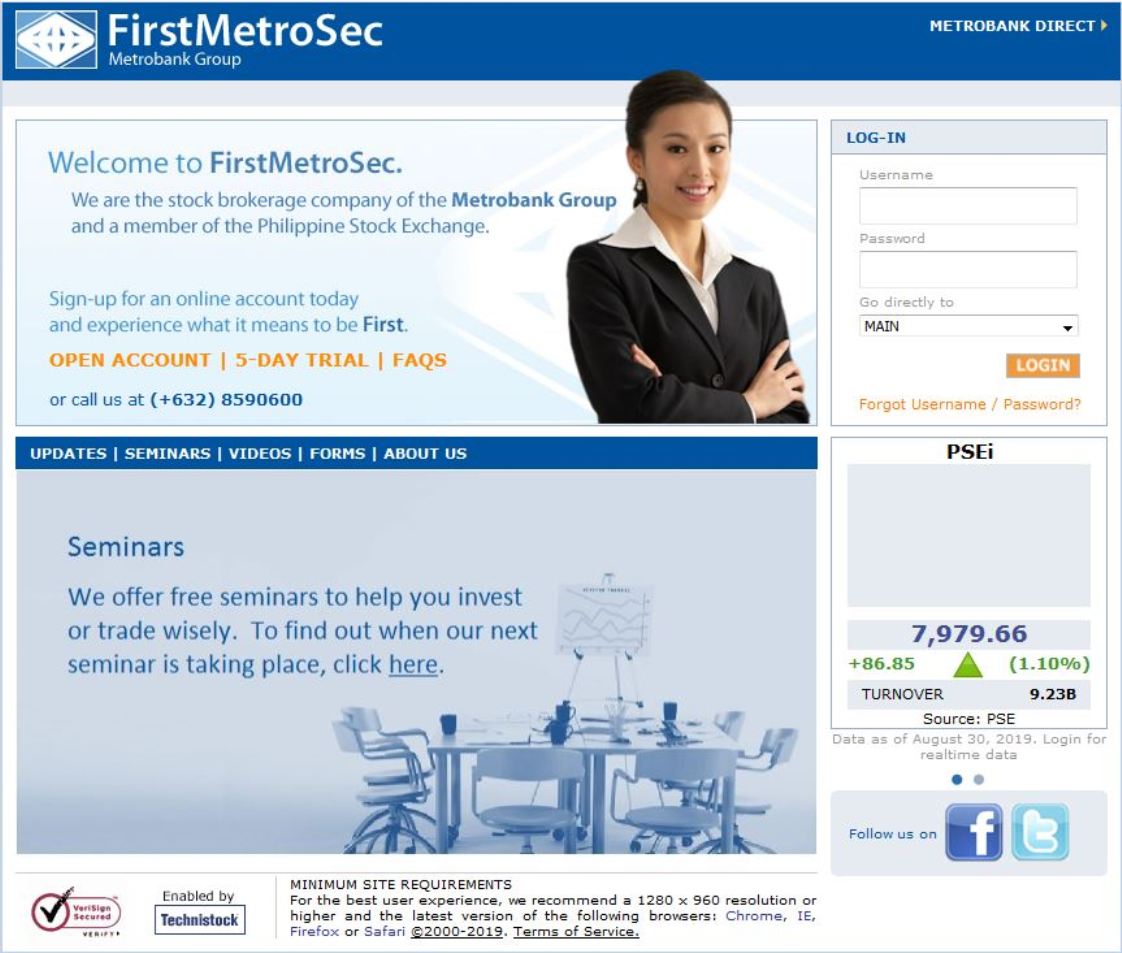 FirstMetroSec
Metrobank Group
METROBANK DIRECT
Welcome to FirstMetroSec.
We are the stock brokerage company of the Metrobank Group
and a member of the Philippine Stock Exchange.
Sign-up for an online account today
and experience what it means to be First.
OPEN ACCOUNT | 5-DAY TRIAL | FAQS
or call us at (+632) 8590600
LOG-IN
Username
Password
Go directly to
MAIN
LOGIN
Forgot Username / Password?
UPDATES | SEMINARS | VIDEOS | FORMS | ABOUT US
Seminars
We offer free seminars to help you invest
or trade wisely. To find out when our next
seminar is taking place, click here.
PSEi
7,979.66
+86.85 (1.10%)
TURNOVER 9.23B
Source: PSE
Data as of August 30, 2019. Login for
realtime data
Follow us on
VeriSign
Secured
VERIFY
Enabled by
Technistock
MINIMUM SITE REQUIREMENTS
For the best user experience, we recommend a 1280 x 960 resolution or
higher and the latest version of the following browsers: Chrome, IE,
Firefox or Safari ©2000-2019. Terms of Service.